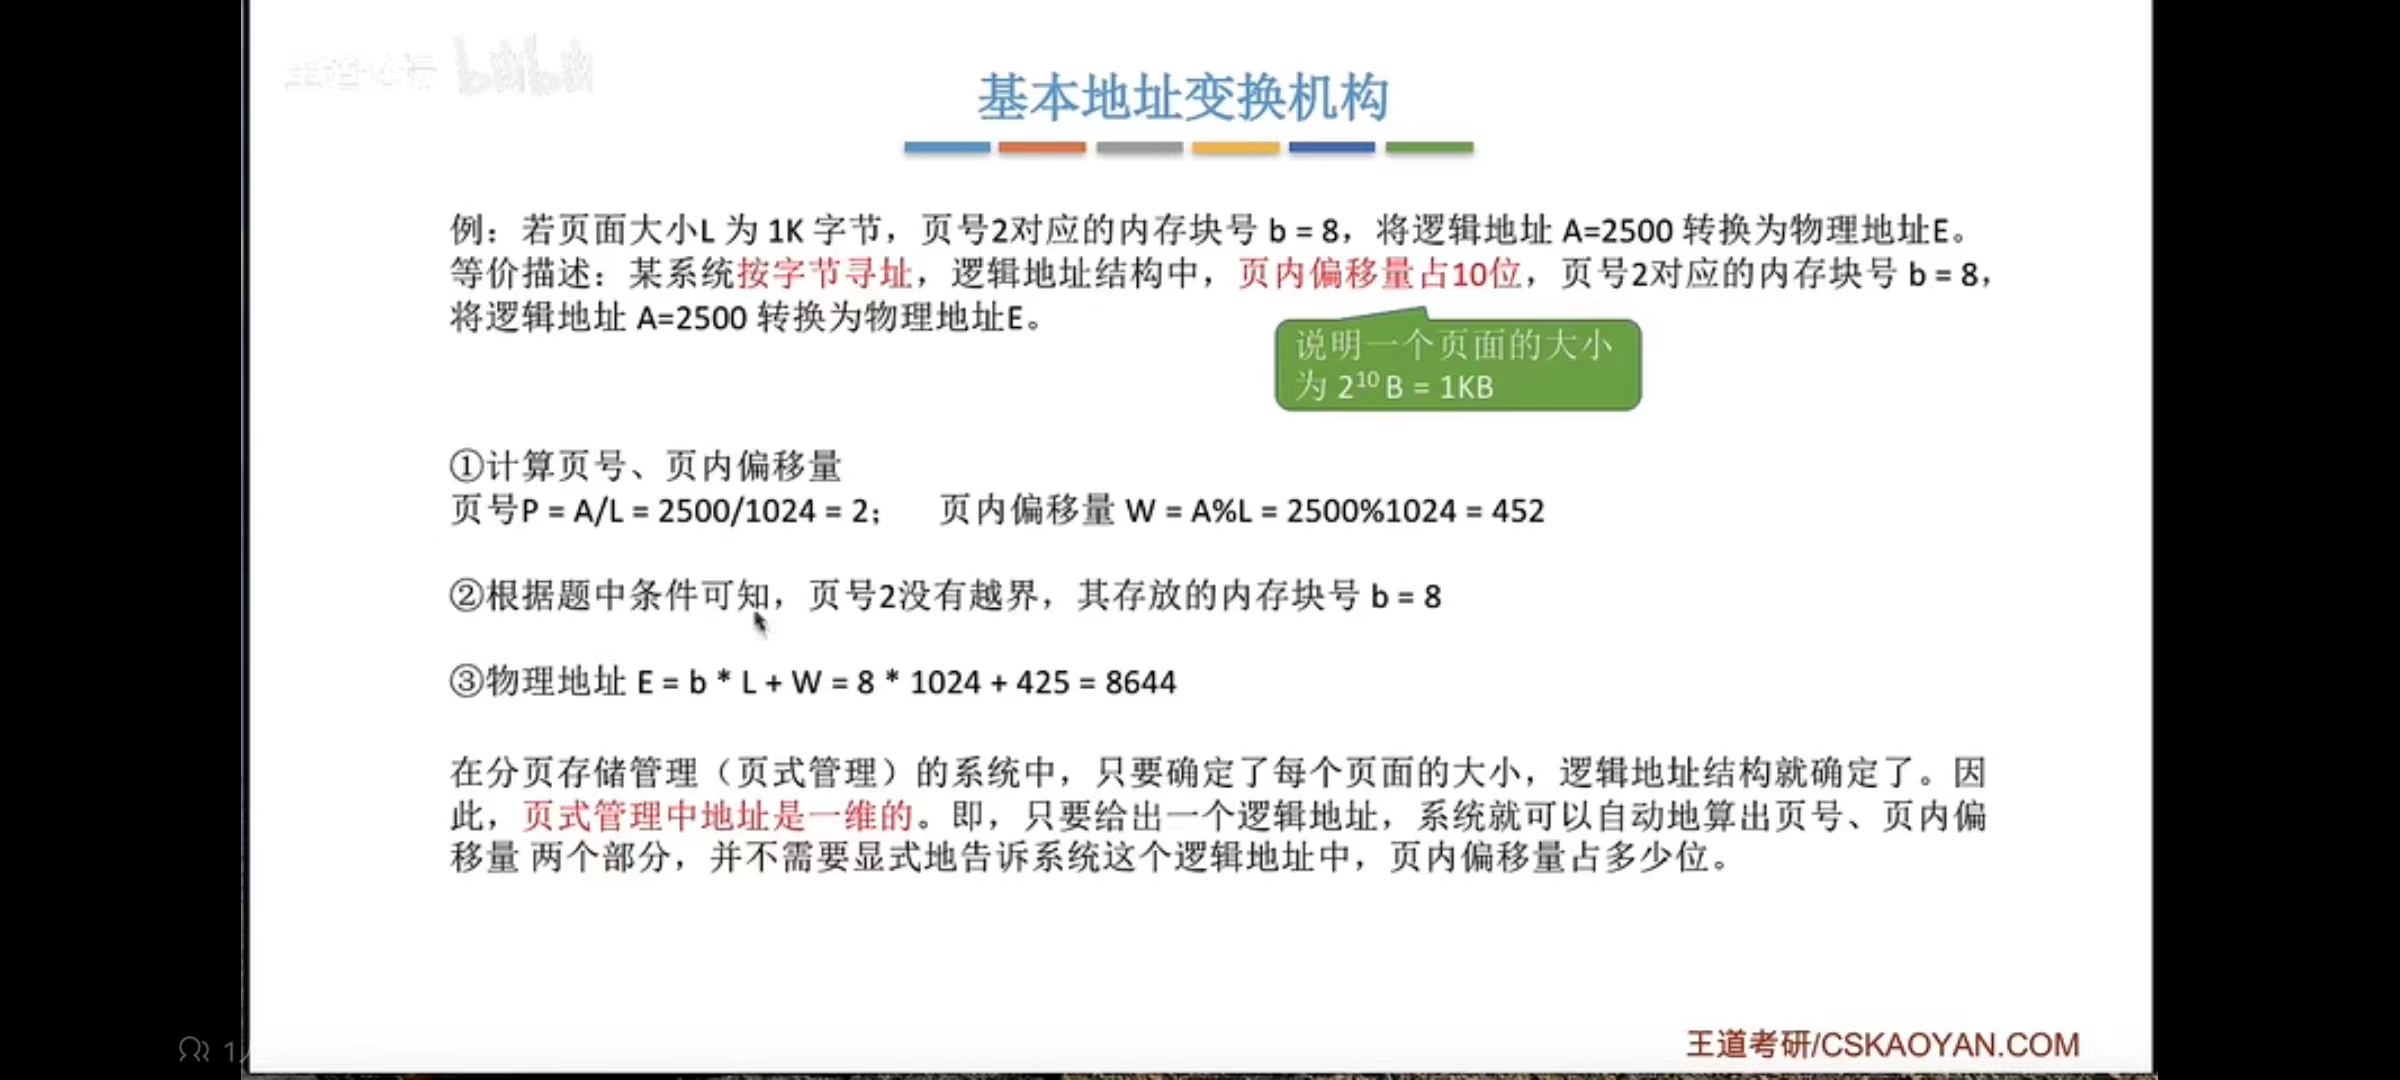 bilibili
基本地址变换机构
例：若页面大小L 为 1K 字节，页号2对应的内存块号 b = 8，将逻辑地址 A=2500 转换为物理地址E。
等价描述：某系统按字节寻址，逻辑地址结构中，页内偏移量占10位，页号2对应的内存块号 b = 8，
将逻辑地址 A=2500 转换为物理地址E。
说明一个页面的大小
为 2¹⁰ B = 1KB
①计算页号、页内偏移量
页号P = A/L = 2500/1024 = 2； 页内偏移量 W = A%L = 2500%1024 = 452
②根据题中条件可知，页号2没有越界，其存放的内存块号 b = 8
③物理地址 E = b * L + W = 8 * 1024 + 425 = 8644
在分页存储管理（页式管理）的系统中，只要确定了每个页面的大小，逻辑地址结构就确定了。因
此，页式管理中地址是一维的。即，只要给出一个逻辑地址，系统就可以自动地算出页号、页内偏
移量 两个部分，并不需要显式地告诉系统这个逻辑地址中，页内偏移量占多少位。
1
王道考研/CSKAOYAN.COM